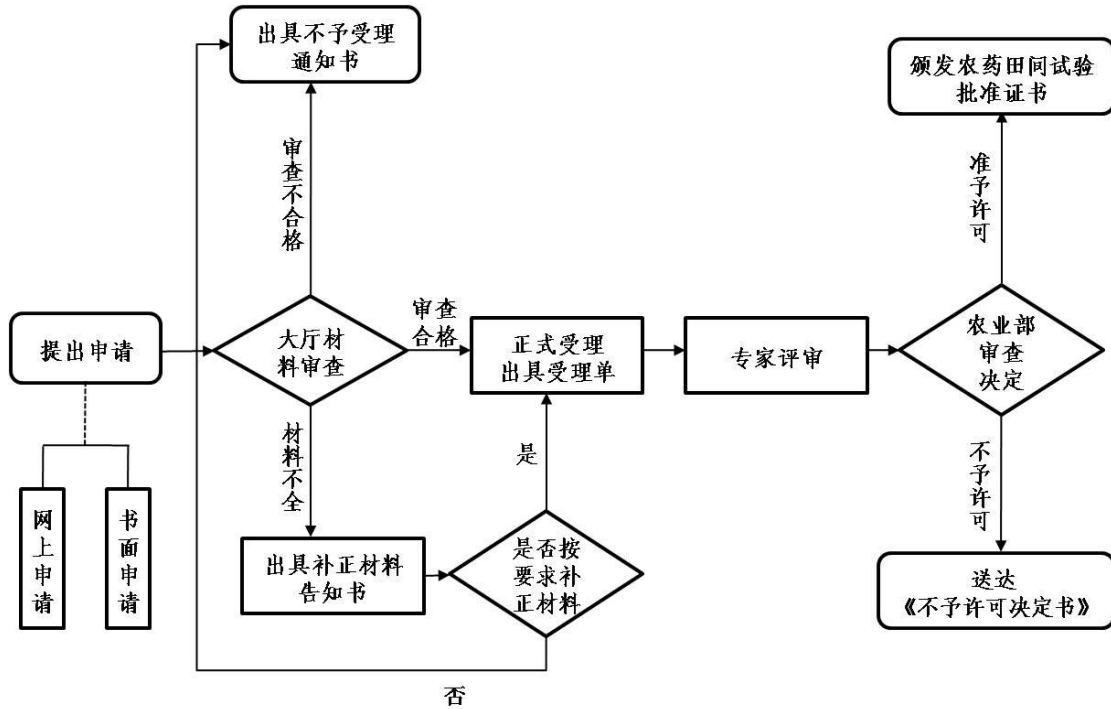 出具不予受理
通知书
颁发农药田间试验
批准证书
审查不合格
准予许可
提出申请
大厅材
料审查
审查
合格
正式受理
出具受理单
专家评审
农业部
审查
决定
材料不全
是
不予许可
网上申请
书面申请
出具补正材料
告知书
是否按
要求补
正材料
送达
《不予许可决定书》
否